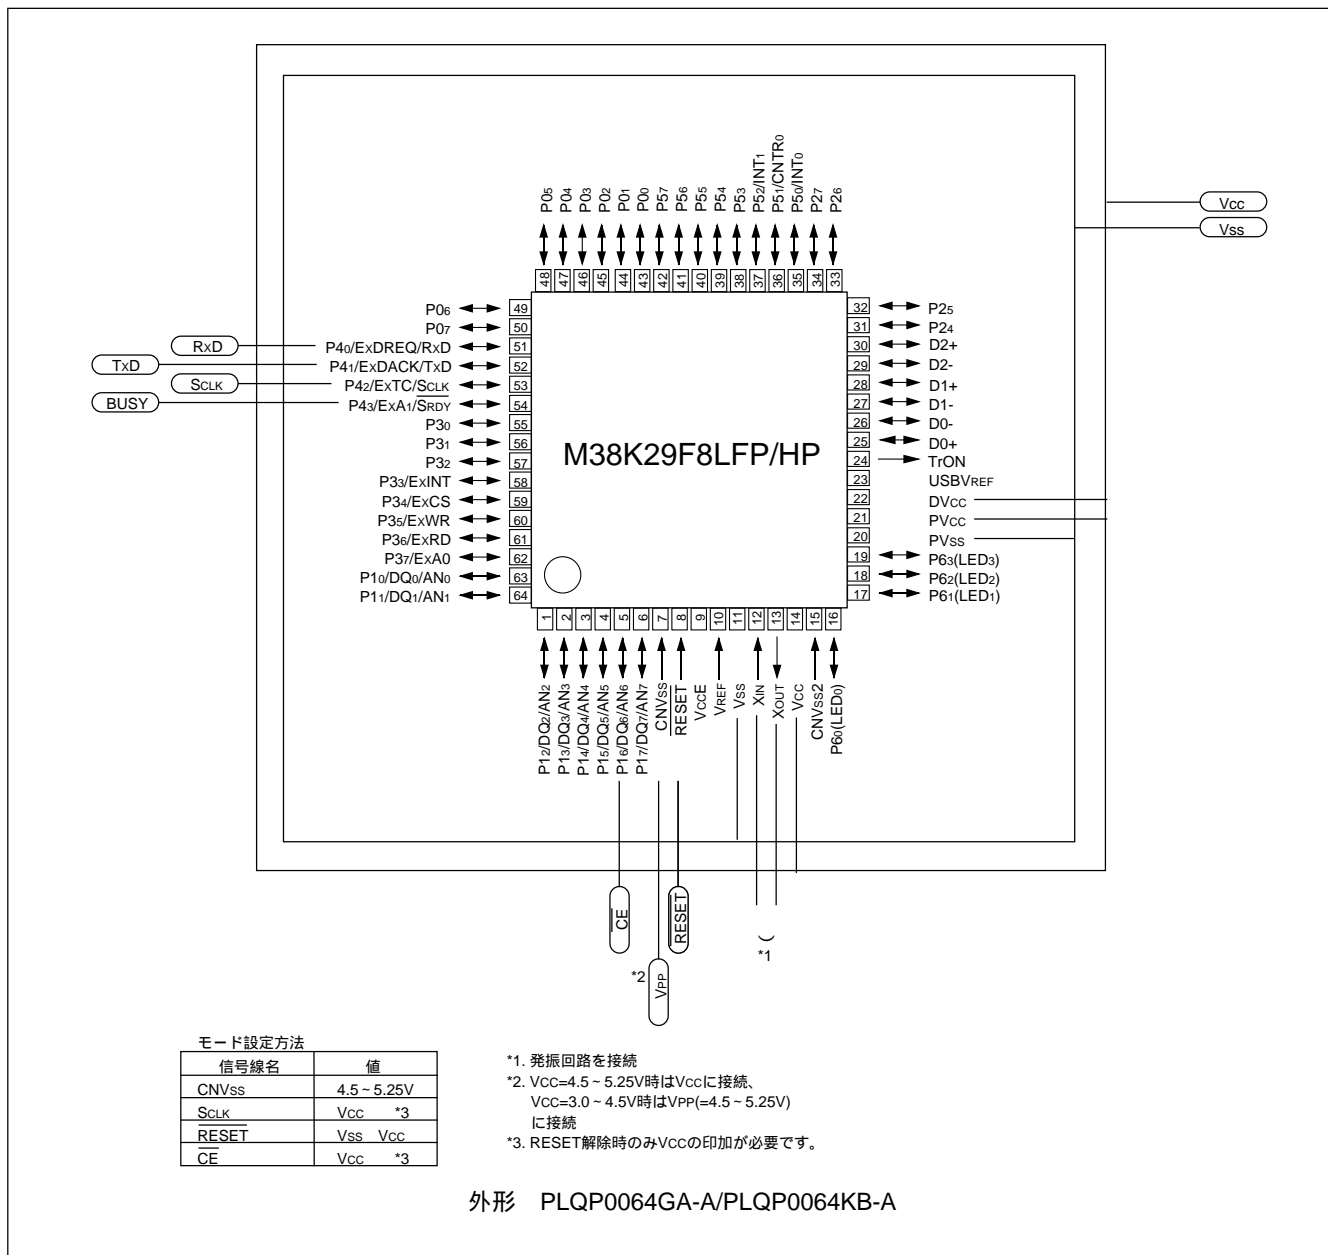 P05
P04
P03
P02
P01
P00
P57
P56
P55
P54
P53
P52/INT1
P51/CNTR0
P50/INT0
P27
P26
48
47
46
45
44
43
42
41
40
39
38
37
36
35
34
33
Vcc
Vss
P06 49
P07 50
RxD P40/ExDREQ/RxD 51
TxD P41/ExDACK/TxD 52
SCLK P42/ExTC/SCLK 53
BUSY P43/ExA1/SRDY 54
P30 55
P31 56
P32 57
P33/ExINT 58
P34/ExCS 59
P35/ExWR 60
P36/ExRD 61
P37/ExA0 62
P10/DQ0/AN0 63
P11/DQ1/AN1 64
M38K29F8LFP/HP
32 P25
31 P24
30 D2+
29 D2-
28 D1+
27 D1-
26 D0-
25 D0+
24 TrON
23 USBVREF
22 DVCC
21 PVCC
20 PVSS
19 P63(LED3)
18 P62(LED2)
17 P61(LED1)
1
2
3
4
5
6
7
8
9
10
11
12
13
14
15
16
P12/DQ2/AN2
P13/DQ3/AN3
P14/DQ4/AN4
P15/DQ5/AN5
P16/DQ6/AN6
P17/DQ7/AN7
CNVSS
RESET
VCCE
VREF
VSS
XIN
XOUT
VCC
CNVSS2
P60(LED0)
CE
RESET
*1
*2
VPP
モード設定方法
信号線名 値
CNVSS 4.5~5.25V
SCLK VCC *3
RESET VSS VCC
CE VCC *3
*1. 発振回路を接続
*2. VCC=4.5~5.25V時はVCCに接続、
VCC=3.0~4.5V時はVPP(=4.5~5.25V)
に接続
*3. RESET解除時のみVCCの印加が必要です。
外形 PLQP0064GA-A/PLQP0064KB-A